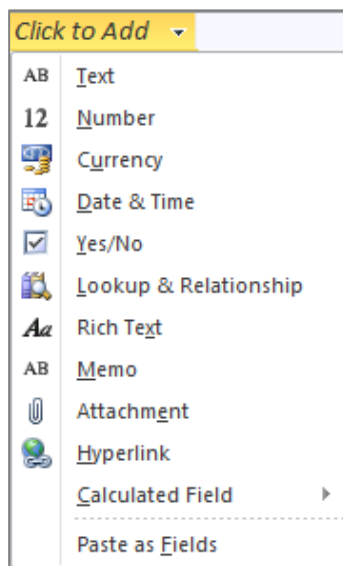 Click to Add
AB Text
12 Number
Currency
Date & Time
Yes/No
Lookup & Relationship
Aa Rich Text
AB Memo
Attachment
Hyperlink
Calculated Field
Paste as Fields